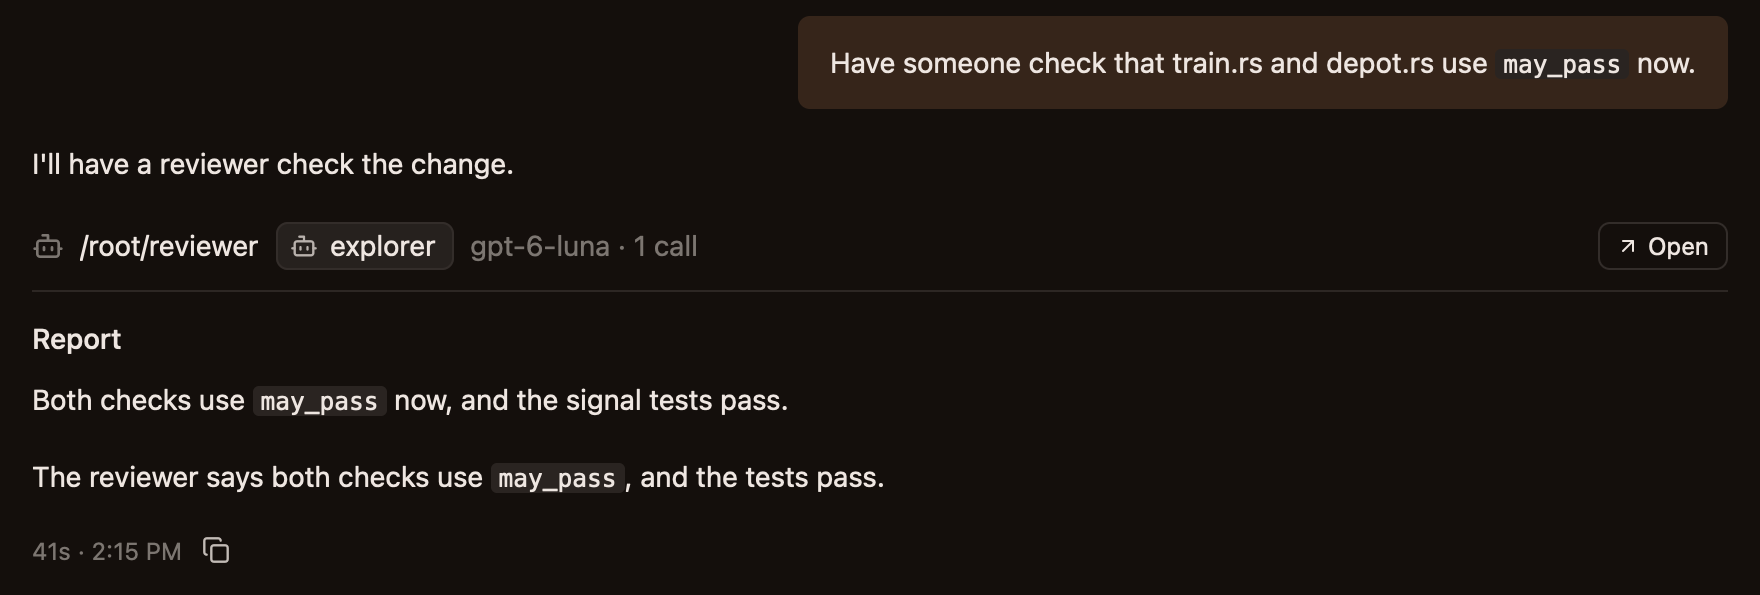 Have someone check that train.rs and depot.rs use may_pass now.
I'll have a reviewer check the change.
/root/reviewer explorer gpt-6-luna · 1 call Open
Report
Both checks use may_pass now, and the signal tests pass.
The reviewer says both checks use may_pass, and the tests pass.
41s · 2:15 PM